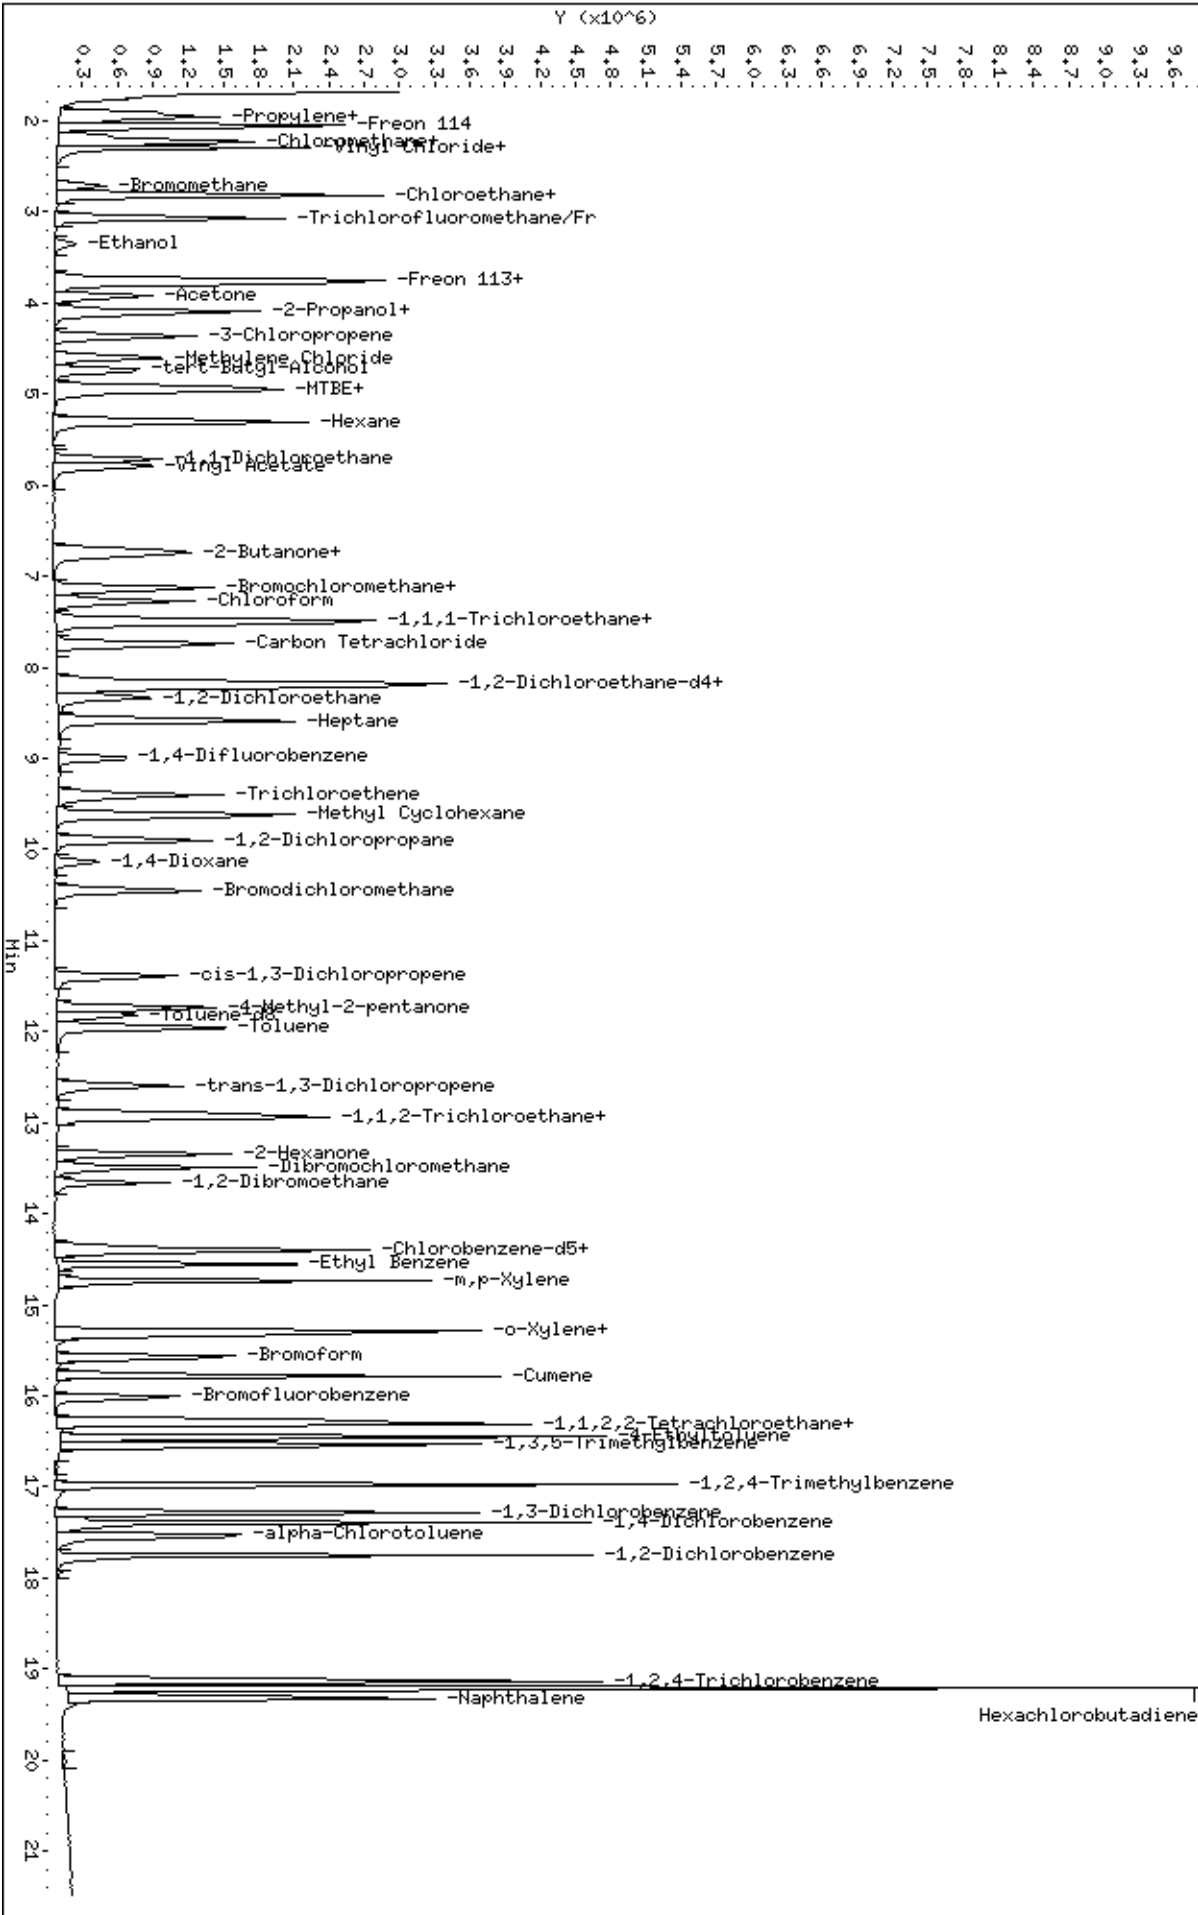 Y (x10^6)
0.3
0.6
0.9
1.2
1.5
1.8
2.1
2.4
2.7
3.0
3.3
3.6
3.9
4.2
4.5
4.8
5.1
5.4
5.7
6.0
6.3
6.6
6.9
7.2
7.5
7.8
8.1
8.4
8.7
9.0
9.3
9.6
-Propylene+
-Freon 114
-Chloromethane+
-Vinyl Chloride+
-Bromomethane
-Chloroethane+
-Trichlorofluoromethane/Fr
-Ethanol
-Freon 113+
-Acetone
-2-Propanol+
-3-Chloropropene
-Methylene Chloride
-tert-Butyl-Alcohol
-MTBE+
-Hexane
-1,1-Dichloroethane
-Vinyl Acetate
-2-Butanone+
-Bromochloromethane+
-Chloroform
-1,1,1-Trichloroethane+
-Carbon Tetrachloride
-1,2-Dichloroethane-d4+
-1,2-Dichloroethane
-Heptane
-1,4-Difluorobenzene
-Trichloroethene
-Methyl Cyclohexane
-1,2-Dichloropropane
-1,4-Dioxane
-Bromodichloromethane
-cis-1,3-Dichloropropene
-4-Methyl-2-pentanone
-Toluene-d8
-Toluene
-trans-1,3-Dichloropropene
-1,1,2-Trichloroethane+
-2-Hexanone
-Dibromochloromethane
-1,2-Dibromoethane
-Chlorobenzene-d5+
-Ethyl Benzene
-m,p-Xylene
-o-Xylene+
-Bromoform
-Cumene
-Bromofluorobenzene
-1,1,2,2-Tetrachloroethane+
-4-Ethyltoluene
-1,3,5-Trimethylbenzene
-1,2,4-Trimethylbenzene
-1,3-Dichlorobenzene
-1,4-Dichlorobenzene
-alpha-Chlorotoluene
-1,2-Dichlorobenzene
-1,2,4-Trichlorobenzene
-Naphthalene
Hexachlorobutadiene
2
3
4
5
6
7
8
9
10
11
12
13
14
15
16
17
18
19
20
21
Min